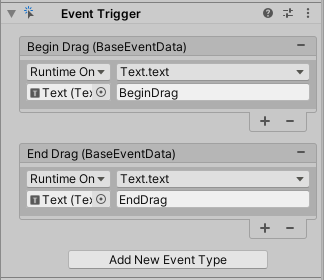 Event Trigger
Begin Drag (BaseEventData)
Runtime On Text.text
Text (Te BeginDrag
End Drag (BaseEventData)
Runtime On Text.text
Text (Te EndDrag
Add New Event Type